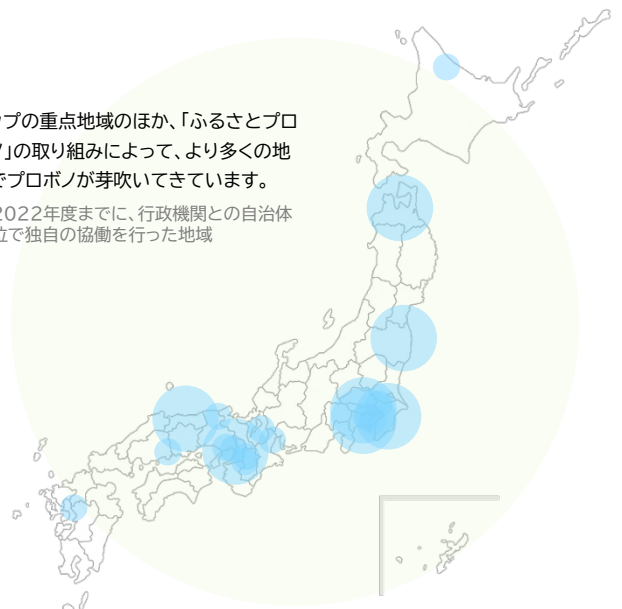 プの重点地域のほか、「ふるさとプロ
」の取り組みによって、より多くの地
でプロボノが芽吹いてきています。
2022年度までに、行政機関との自治体
位で独自の協働を行った地域